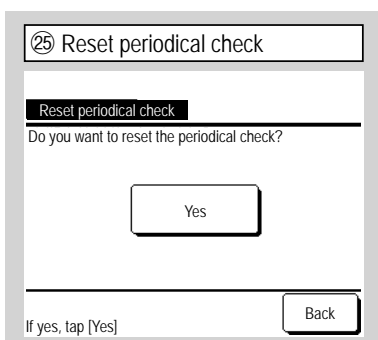 ㉕ Reset periodical check
Reset periodical check
Do you want to reset the periodical check?
Yes
Back
If yes, tap [Yes]